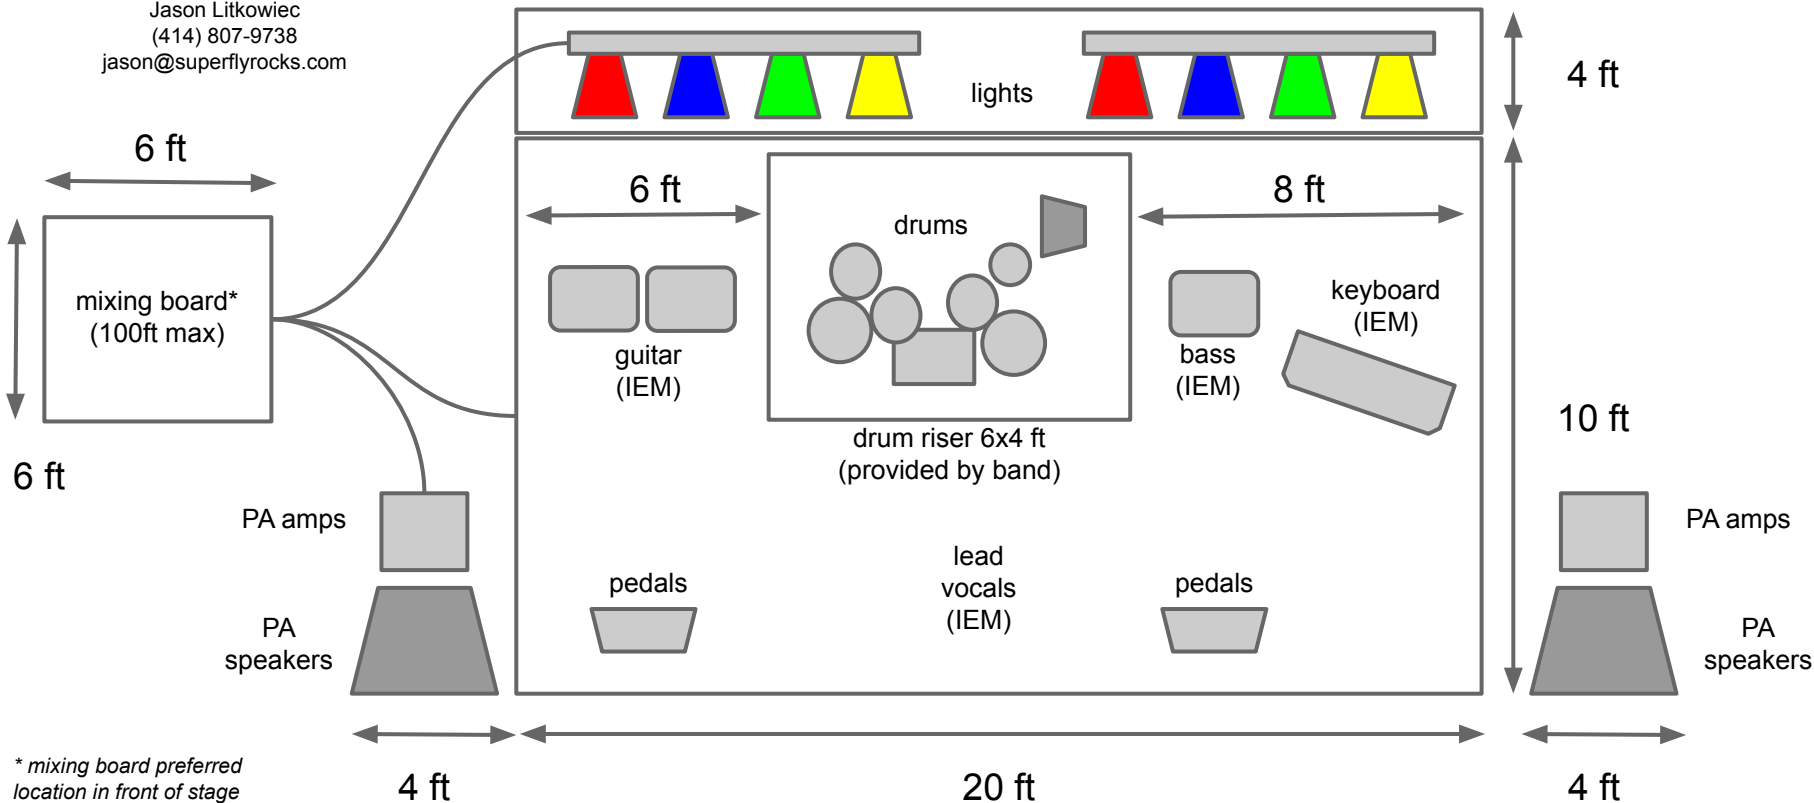 Jason Litkowiec
(414) 807-9738
jason@superflyrocks.com
lights
4 ft
6 ft
6 ft
8 ft
drums
mixing board*
(100ft max)
keyboard
(IEM)
guitar
(IEM)
bass
(IEM)
10 ft
drum riser 6x4 ft
(provided by band)
6 ft
PA amps
PA amps
lead
vocals
(IEM)
pedals
pedals
PA
speakers
PA
speakers
* mixing board preferred
location in front of stage
4 ft
20 ft
4 ft